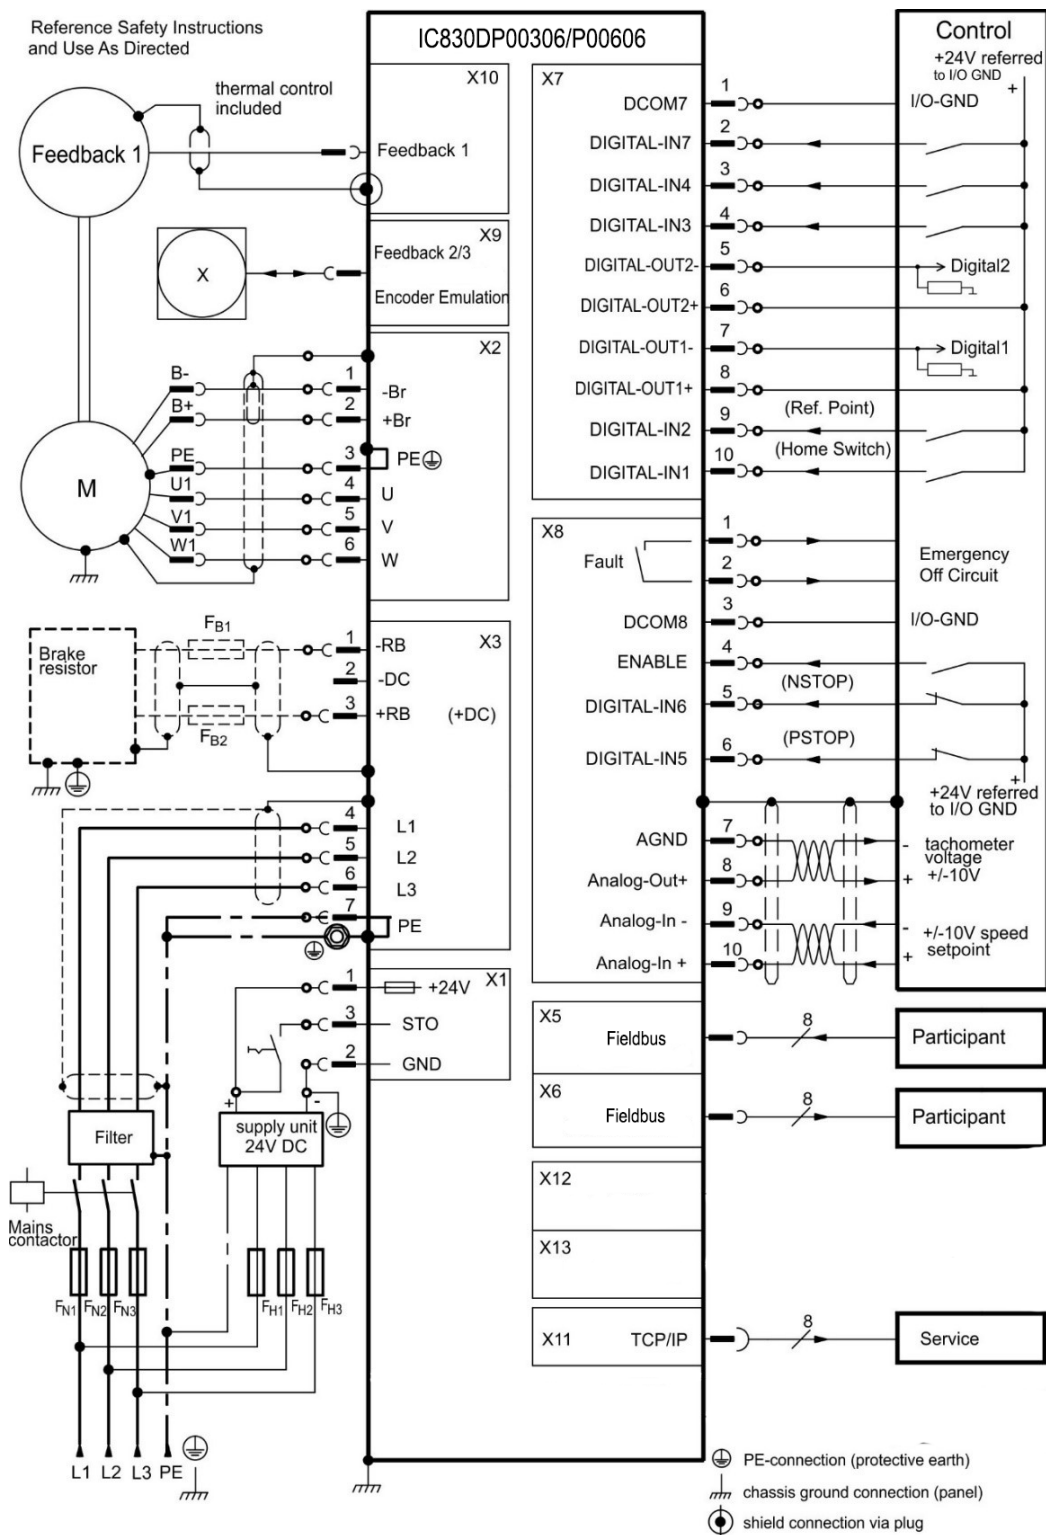 Reference Safety Instructions
and Use As Directed
IC830DP00306/P00606
Control
+24V referred
to I/O GND
+
X10
thermal control
included
Feedback 1
Feedback 1
X9
Feedback 2/3
X
Encoder Emulation
X2
B-
1
-Br
B+
2
+Br
PE
3
PE
U1
4
U
V1
5
V
W1
6
W
M
X3
Brake
resistor
FB1
1
-RB
2
-DC
3
+RB
(+DC)
FB2
4
L1
5
L2
6
L3
7
PE
X1
1
+24V
3
STO
2
GND
+
-
supply unit
24V DC
Filter
Mains
contactor
FN1
FN2
FN3
FH1
FH2
FH3
L1
L2
L3
PE
X7
1
DCOM7
I/O-GND
2
DIGITAL-IN7
3
DIGITAL-IN4
4
DIGITAL-IN3
5
DIGITAL-OUT2-
Digital2
6
DIGITAL-OUT2+
7
DIGITAL-OUT1-
Digital1
8
DIGITAL-OUT1+
(Ref. Point)
9
DIGITAL-IN2
(Home Switch)
10
DIGITAL-IN1
X8
1
Fault
2
Emergency
Off Circuit
3
DCOM8
I/O-GND
4
ENABLE
(NSTOP)
5
DIGITAL-IN6
(PSTOP)
6
DIGITAL-IN5
+
+24V referred
to I/O GND
7
AGND
-
tachometer
voltage
+/-10V
8
Analog-Out+
+
9
Analog-In -
-
+/-10V speed
setpoint
10
Analog-In +
+
X5
Fieldbus
8
Participant
X6
Fieldbus
8
Participant
X12
X13
X11
TCP/IP
8
Service
PE-connection (protective earth)
chassis ground connection (panel)
shield connection via plug